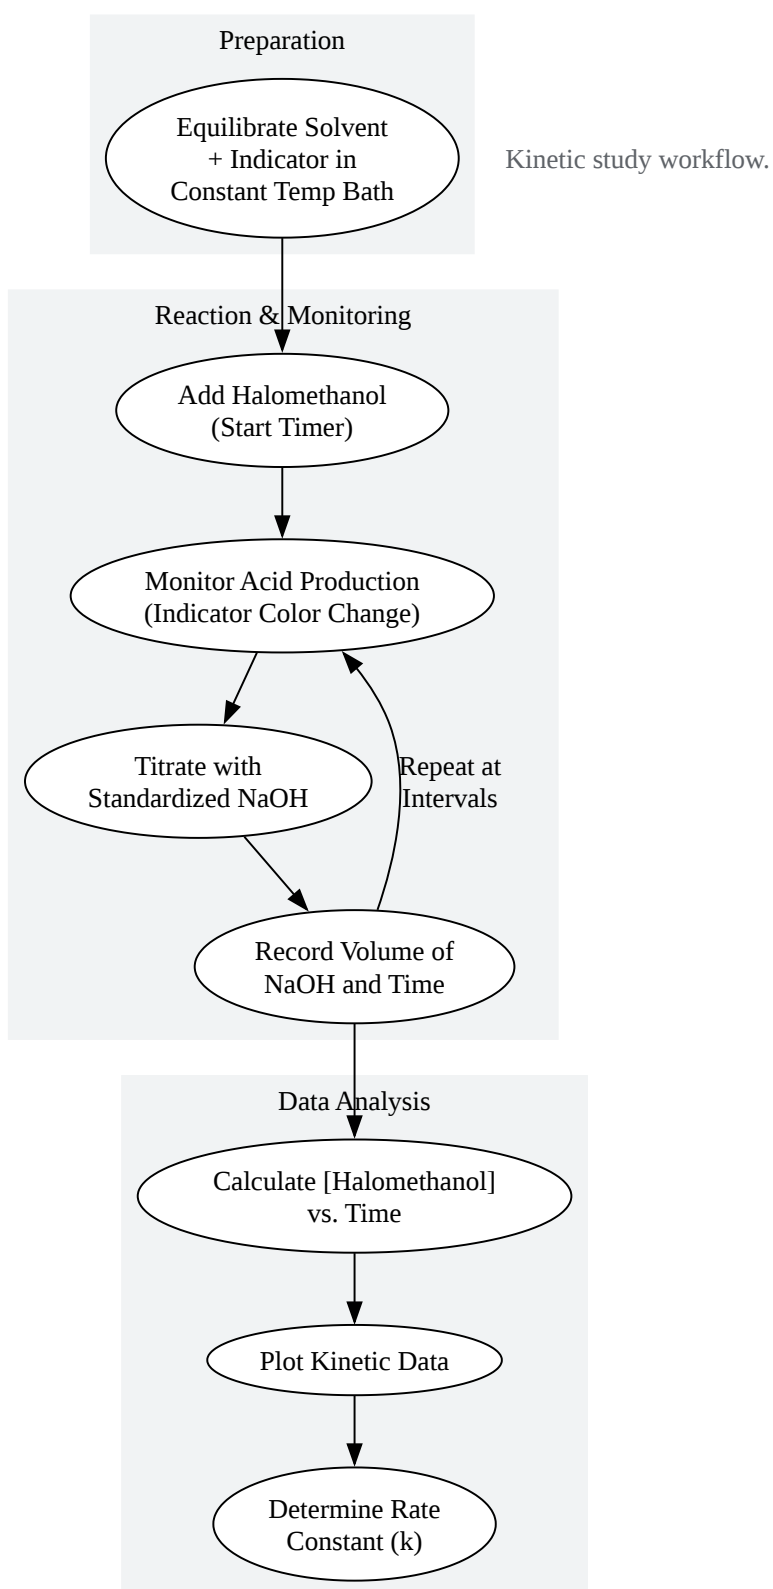 Preparation
Equilibrate Solvent
+ Indicator in
Constant Temp Bath
Kinetic study workflow.
Reaction & Monitoring
Add Halomethanol
(Start Timer)
Monitor Acid Production
(Indicator Color Change)
Titrate with
Standardized NaOH
Repeat at
Intervals
Record Volume of
NaOH and Time
Data Analysis
Calculate [Halomethanol]
vs. Time
Plot Kinetic Data
Determine Rate
Constant (k)